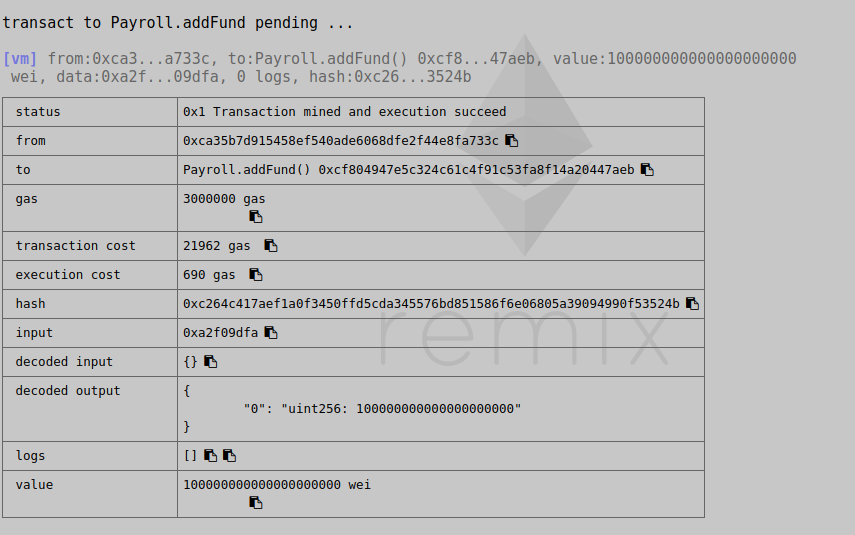 transact to Payroll.addFund pending ...
[vm] from:0xca3...a733c, to:Payroll.addFund() 0xcf8...47aeb, value:100000000000000000000
wei, data:0xa2f...09dfa, 0 logs, hash:0xc26...3524b
status 0x1 Transaction mined and execution succeed
from 0xca35b7d915458ef540ade6068dfe2f44e8fa733c
to Payroll.addFund() 0xcf804947e5c324c61c4f91c53fa8f14a20447aeb
gas 3000000 gas
transaction cost 21962 gas
execution cost 690 gas
hash 0xc264c417aef1a0f3450ffd5cda345576bd851586f6e06805a39094990f53524b
input 0xa2f09dfa
decoded input {}
decoded output {
"0": "uint256: 100000000000000000000"
}
logs []
value 100000000000000000000 wei
remix